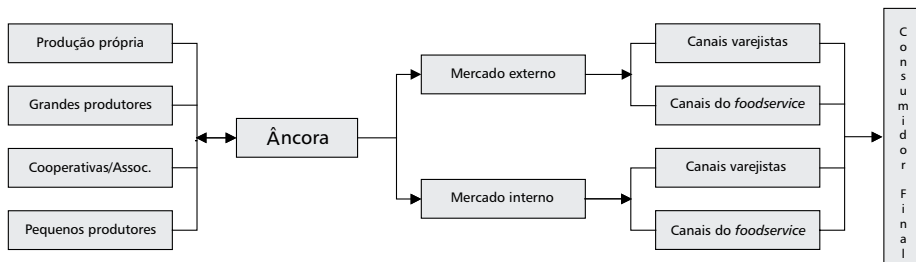 Produção própria
Grandes produtores
Cooperativas/Assoc.
Pequenos produtores
Âncora
Mercado externo
Mercado interno
Canais varejistas
Canais do foodservice
Canais varejistas
Canais do foodservice
Consumidor Final